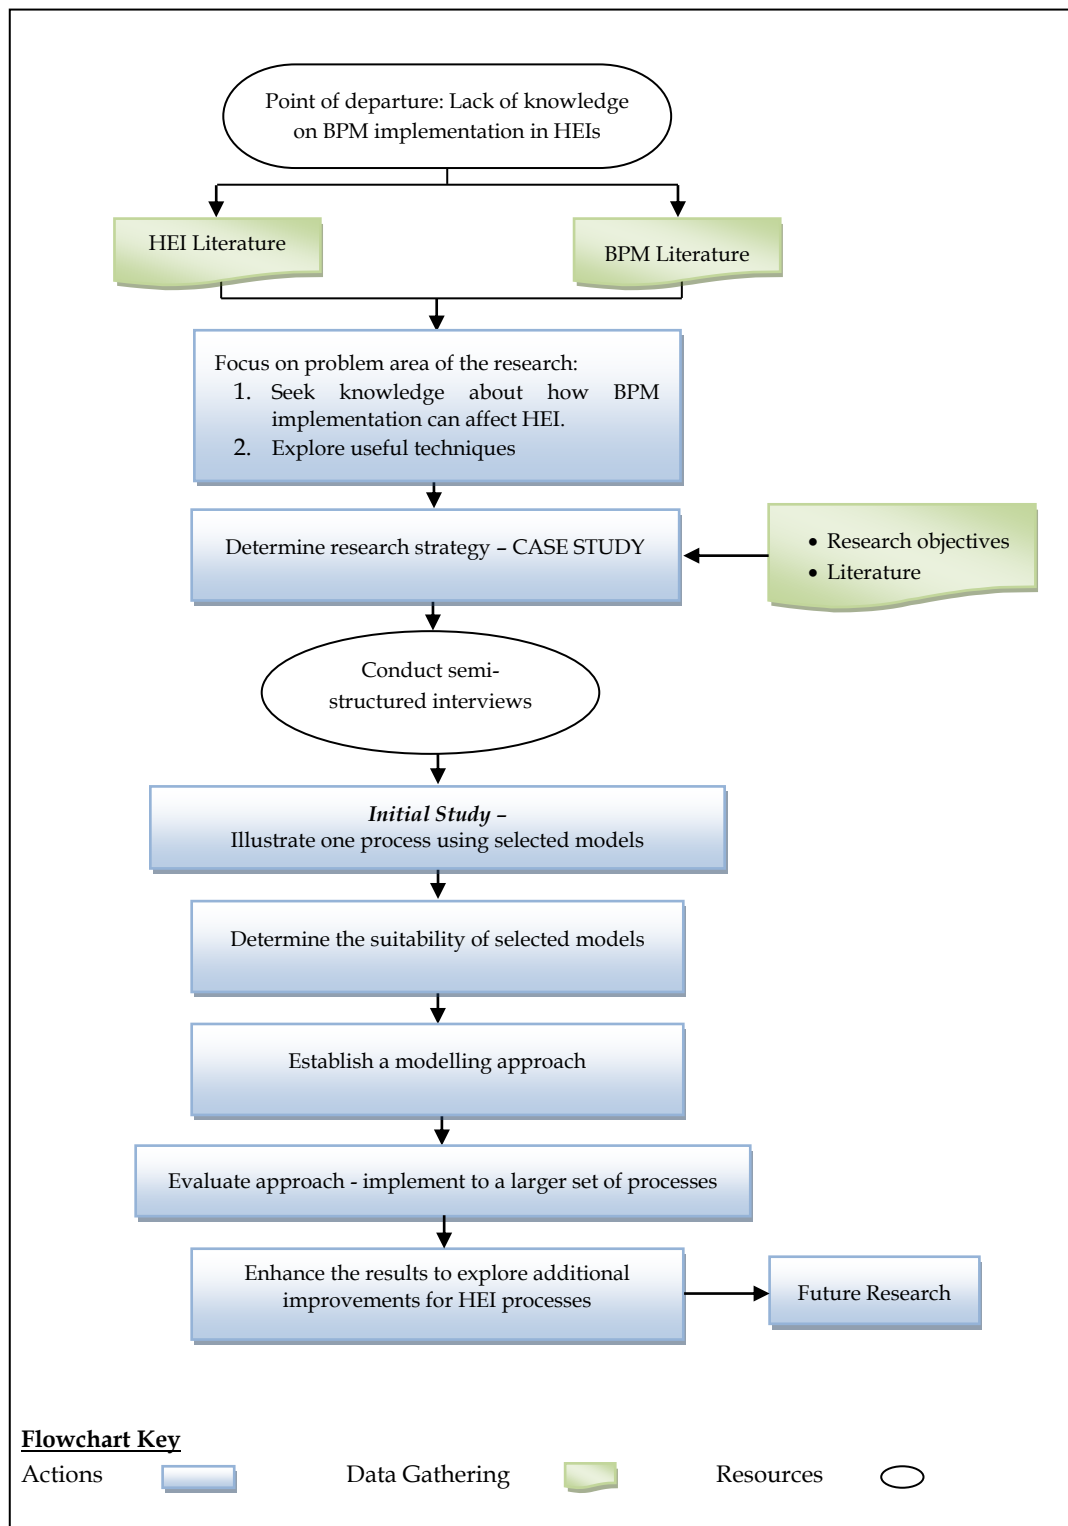 Point of departure: Lack of knowledge
on BPM implementation in HEIs
HEI Literature
BPM Literature
Focus on problem area of the research:
1. Seek knowledge about how BPM
implementation can affect HEI.
2. Explore useful techniques
Determine research strategy – CASE STUDY
• Research objectives
• Literature
Conduct semi-
structured interviews
Initial Study –
Illustrate one process using selected models
Determine the suitability of selected models
Establish a modelling approach
Evaluate approach - implement to a larger set of processes
Enhance the results to explore additional
improvements for HEI processes
Future Research
Flowchart Key
Actions Data Gathering Resources